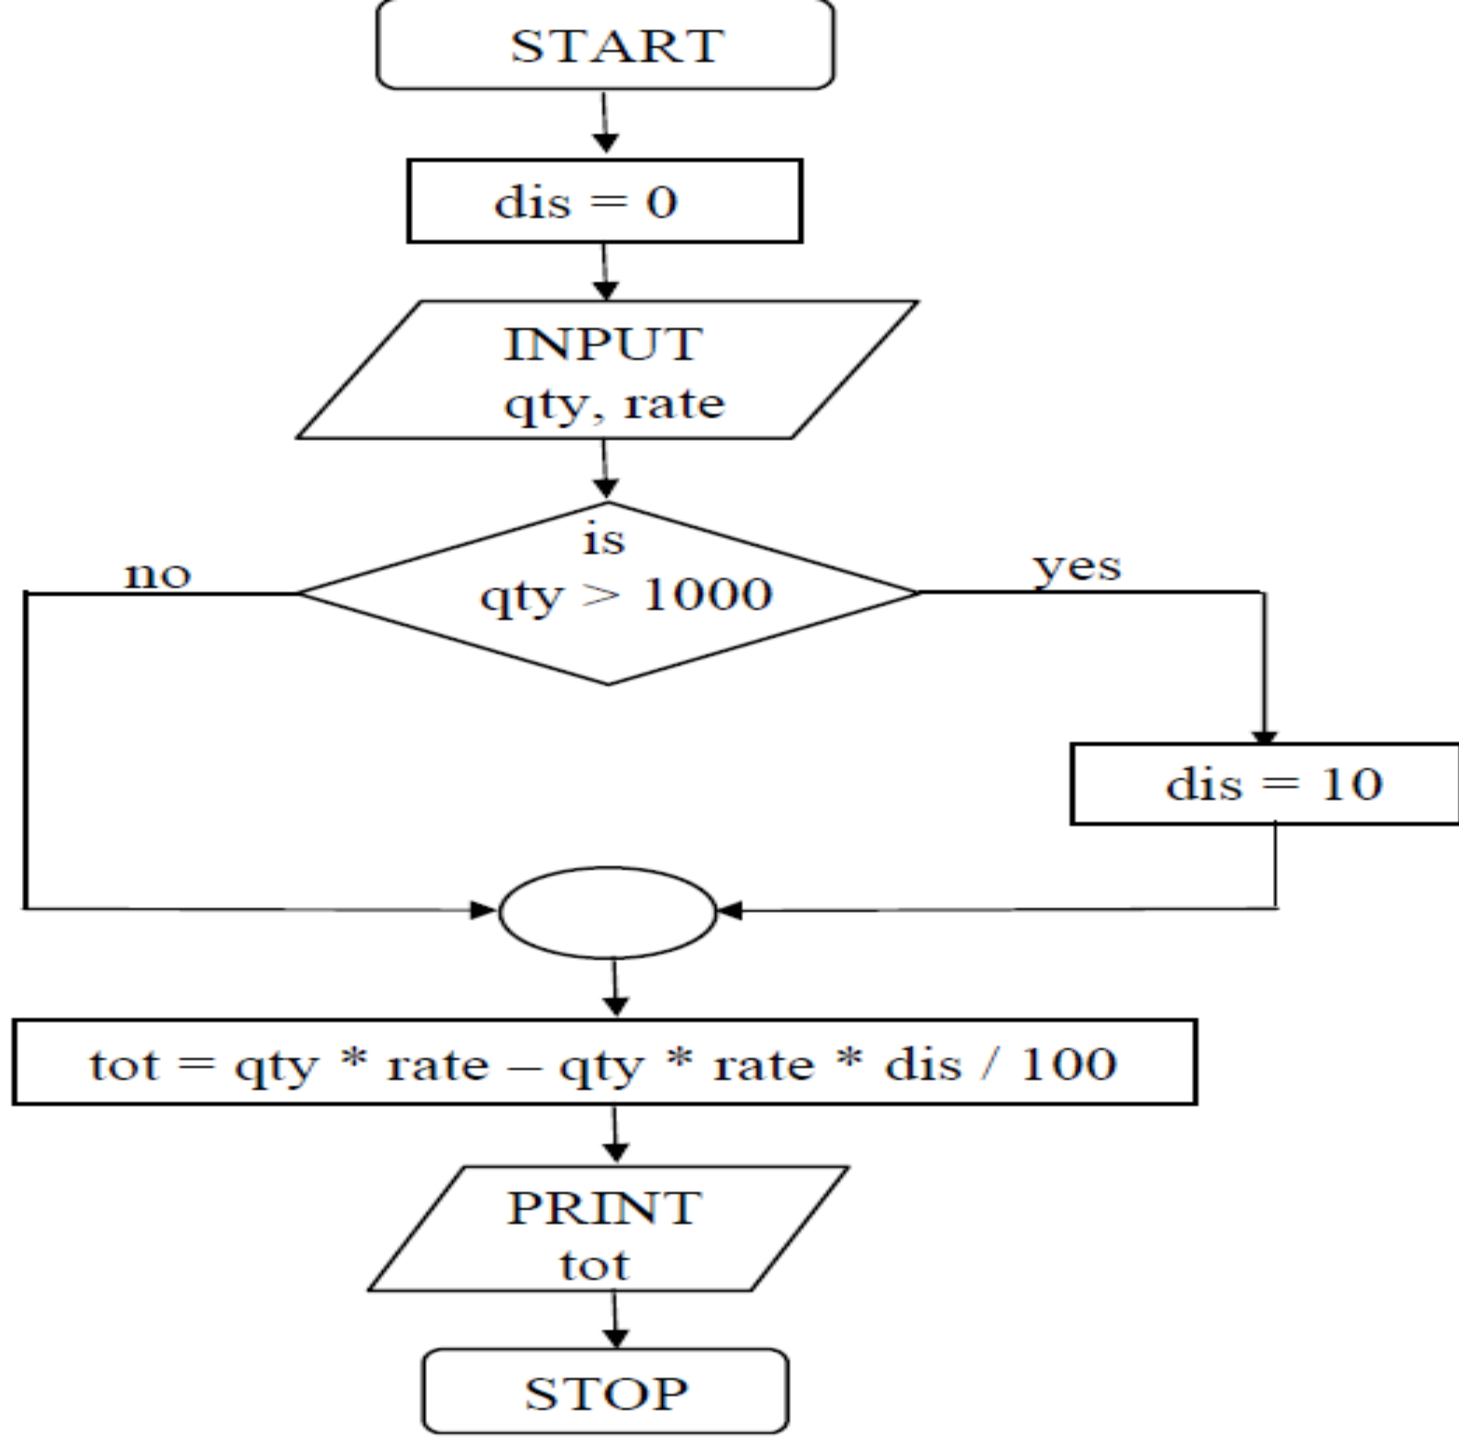 START
dis = 0
INPUT
qty, rate
is
qty > 1000
no
yes
dis = 10
tot = qty * rate – qty * rate * dis / 100
PRINT
tot
STOP